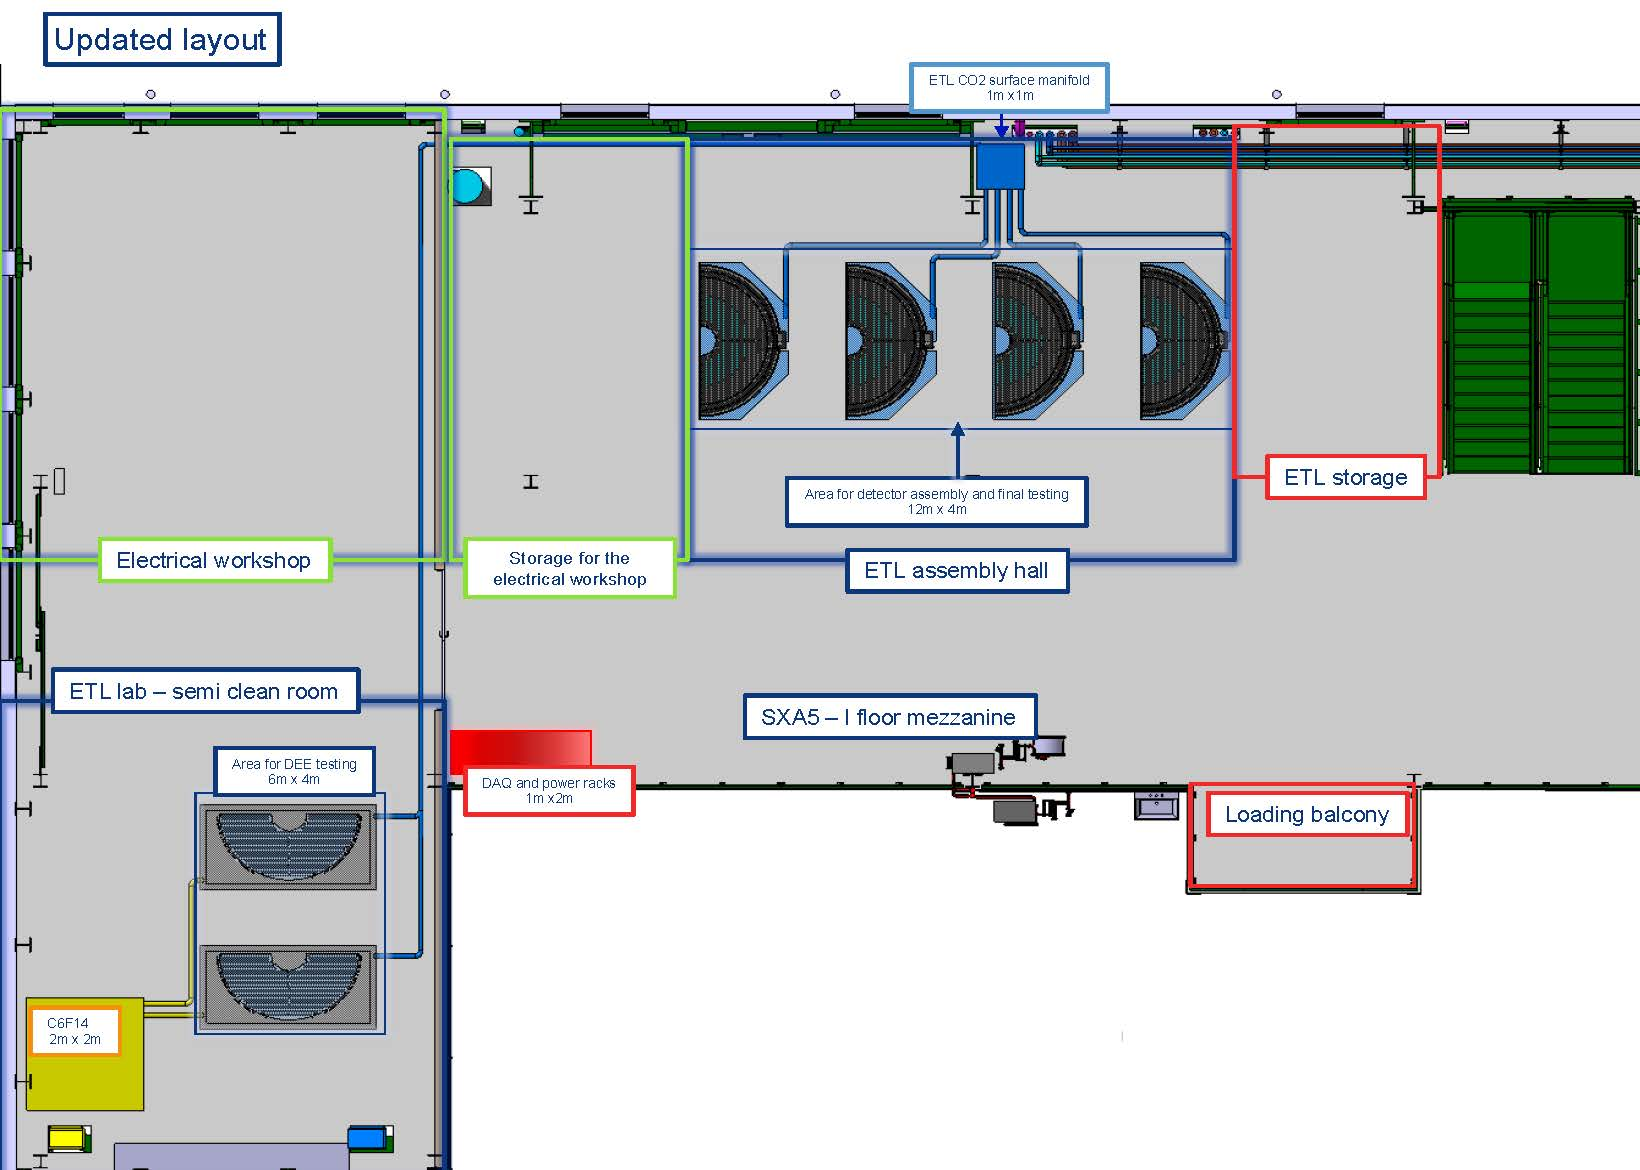 Updated layout
ETL CO2 surface manifold
1m x1m
ETL storage
Area for detector assembly and final testing
12m x 4m
Electrical workshop
Storage for the
electrical workshop
ETL assembly hall
ETL lab – semi clean room
SXA5 – I floor mezzanine
Area for DEE testing
6m x 4m
DAQ and power racks
1m x2m
Loading balcony
C6F14
2m x 2m